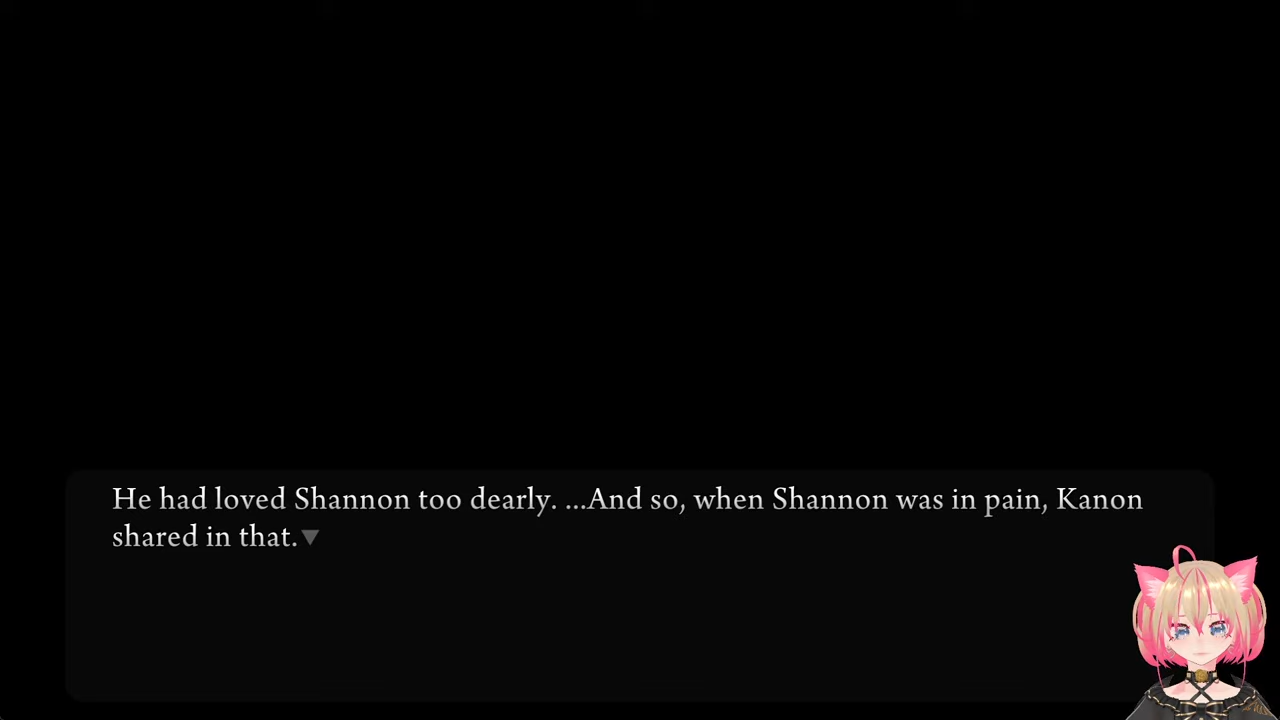 He had loved Shannon too dearly. ...And so, when Shannon was in pain, Kanon
shared in that.